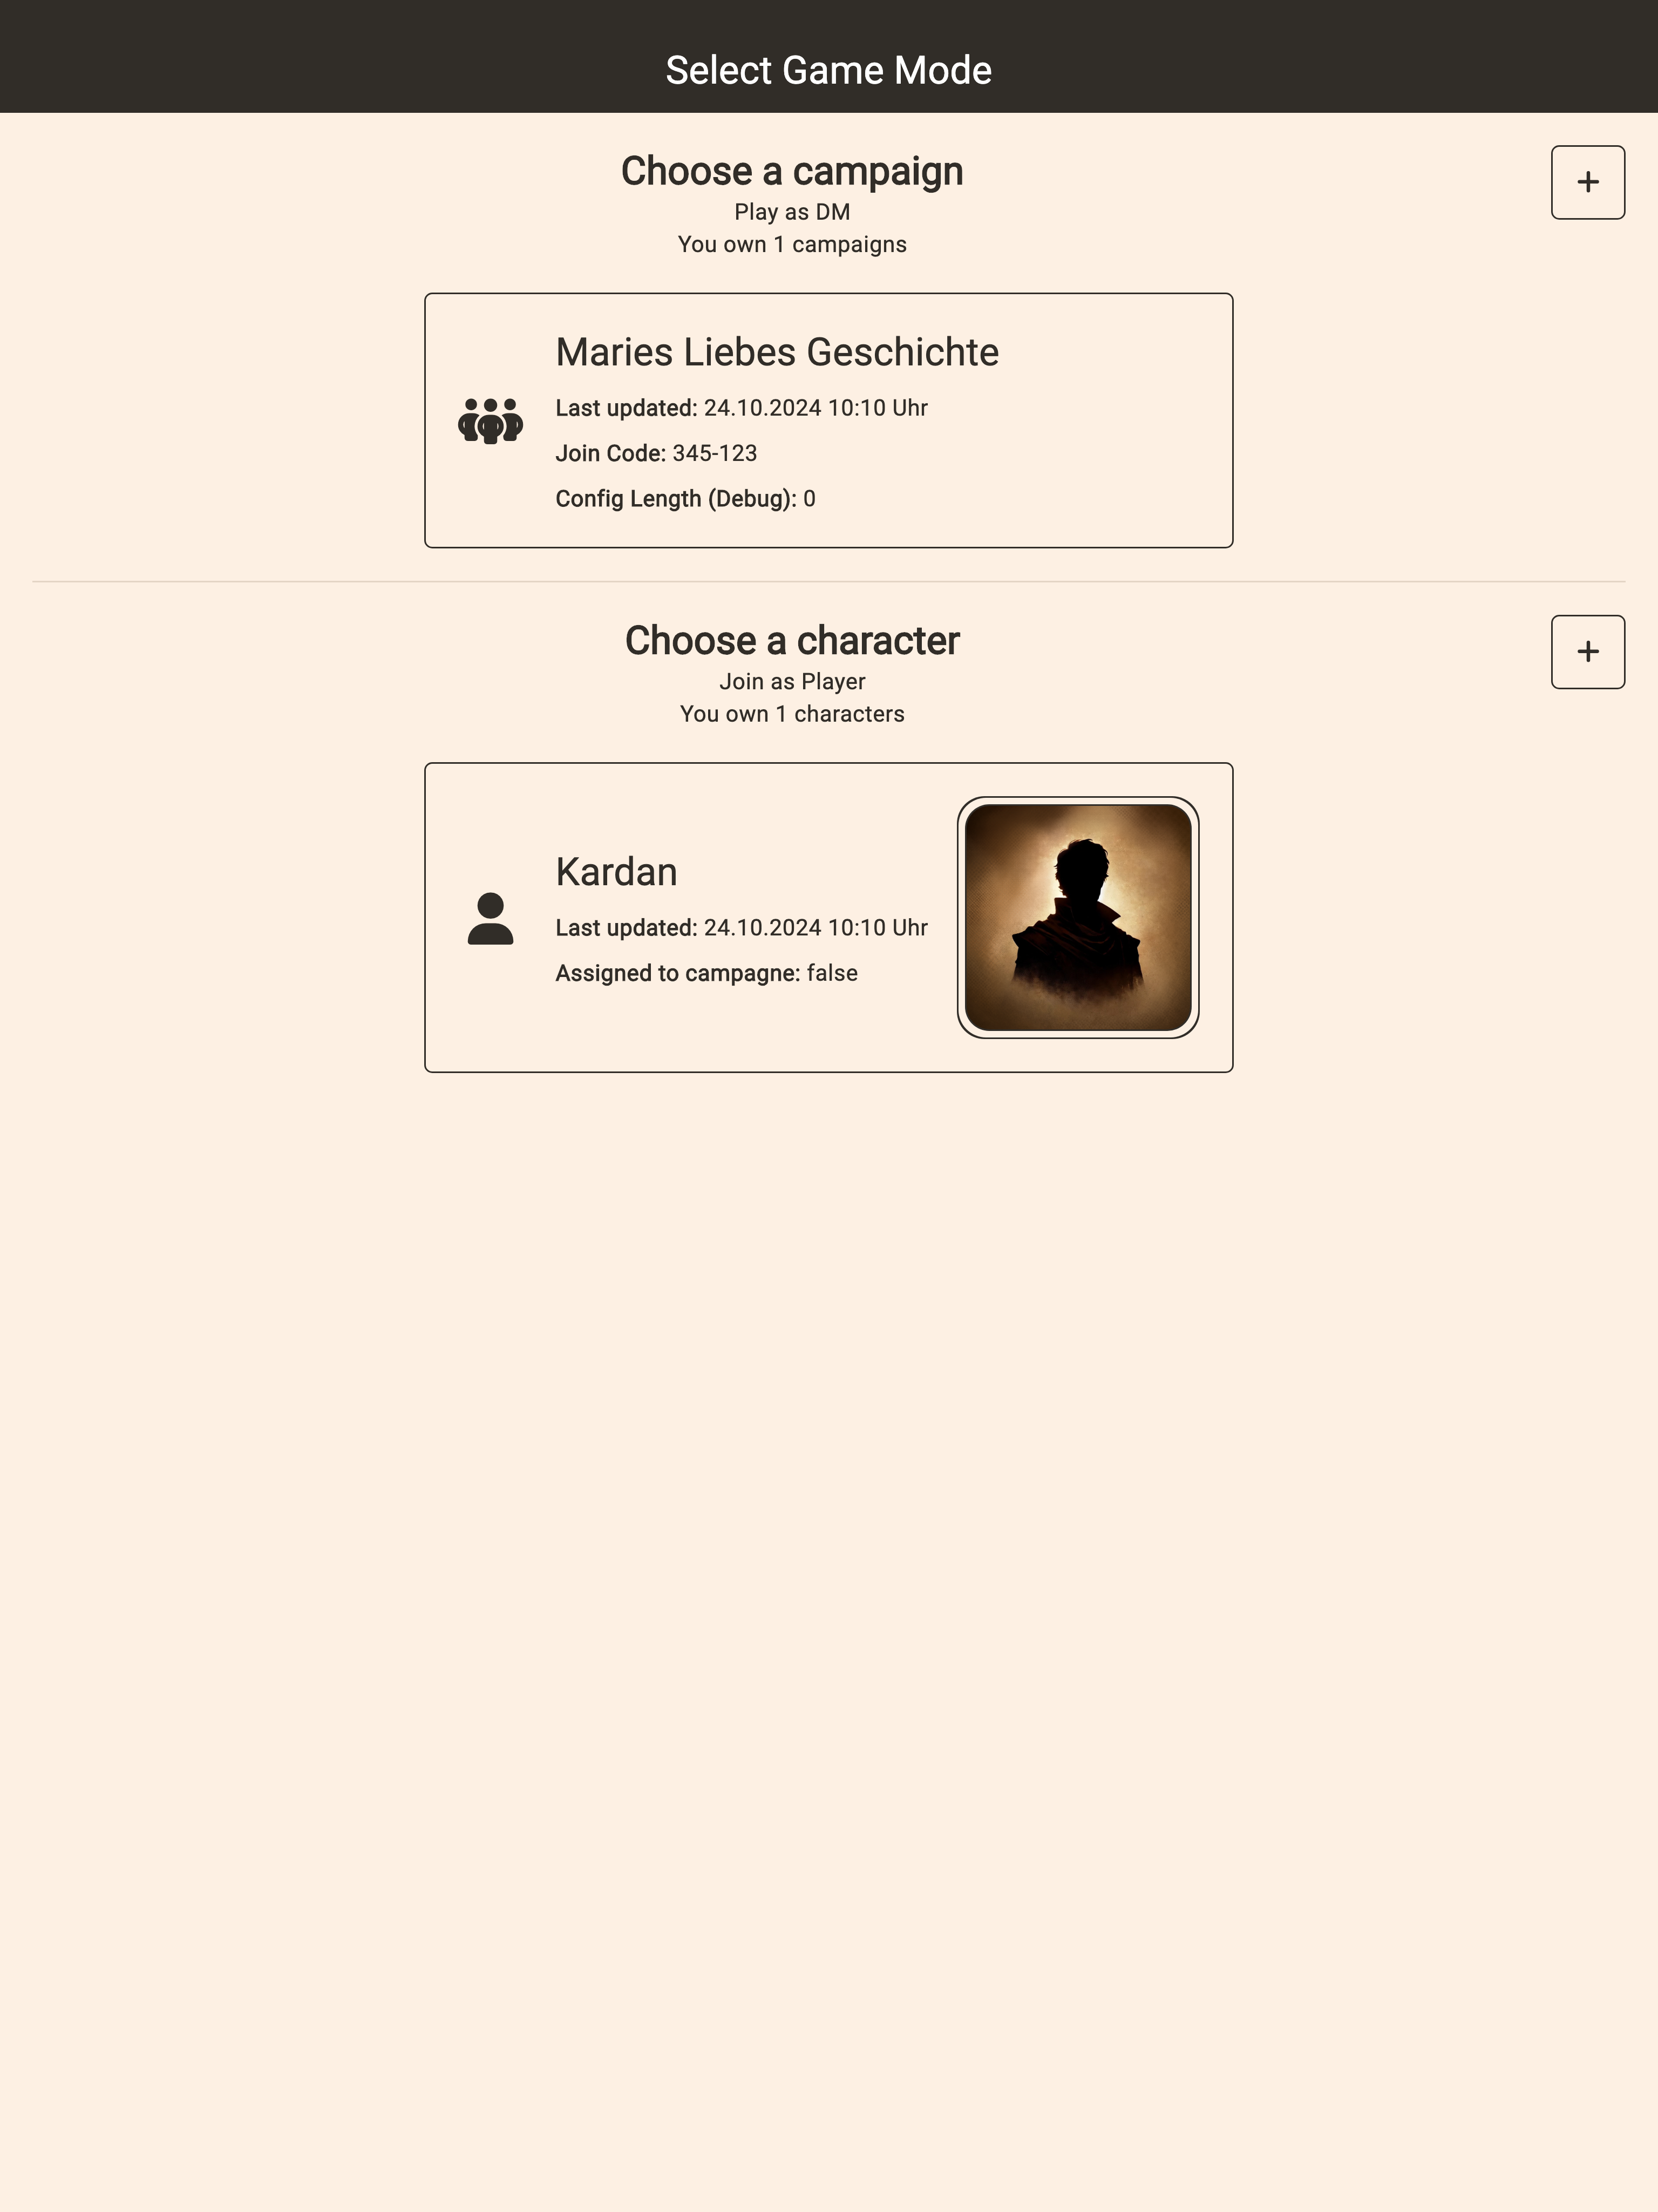 Select Game Mode
Choose a campaign
Play as DM
You own 1 campaigns
Maries Liebes Geschichte
Last updated: 24.10.2024 10:10 Uhr
Join Code: 345-123
Config Length (Debug): 0
Choose a character
Join as Player
You own 1 characters
Kardan
Last updated: 24.10.2024 10:10 Uhr
Assigned to campagne: false